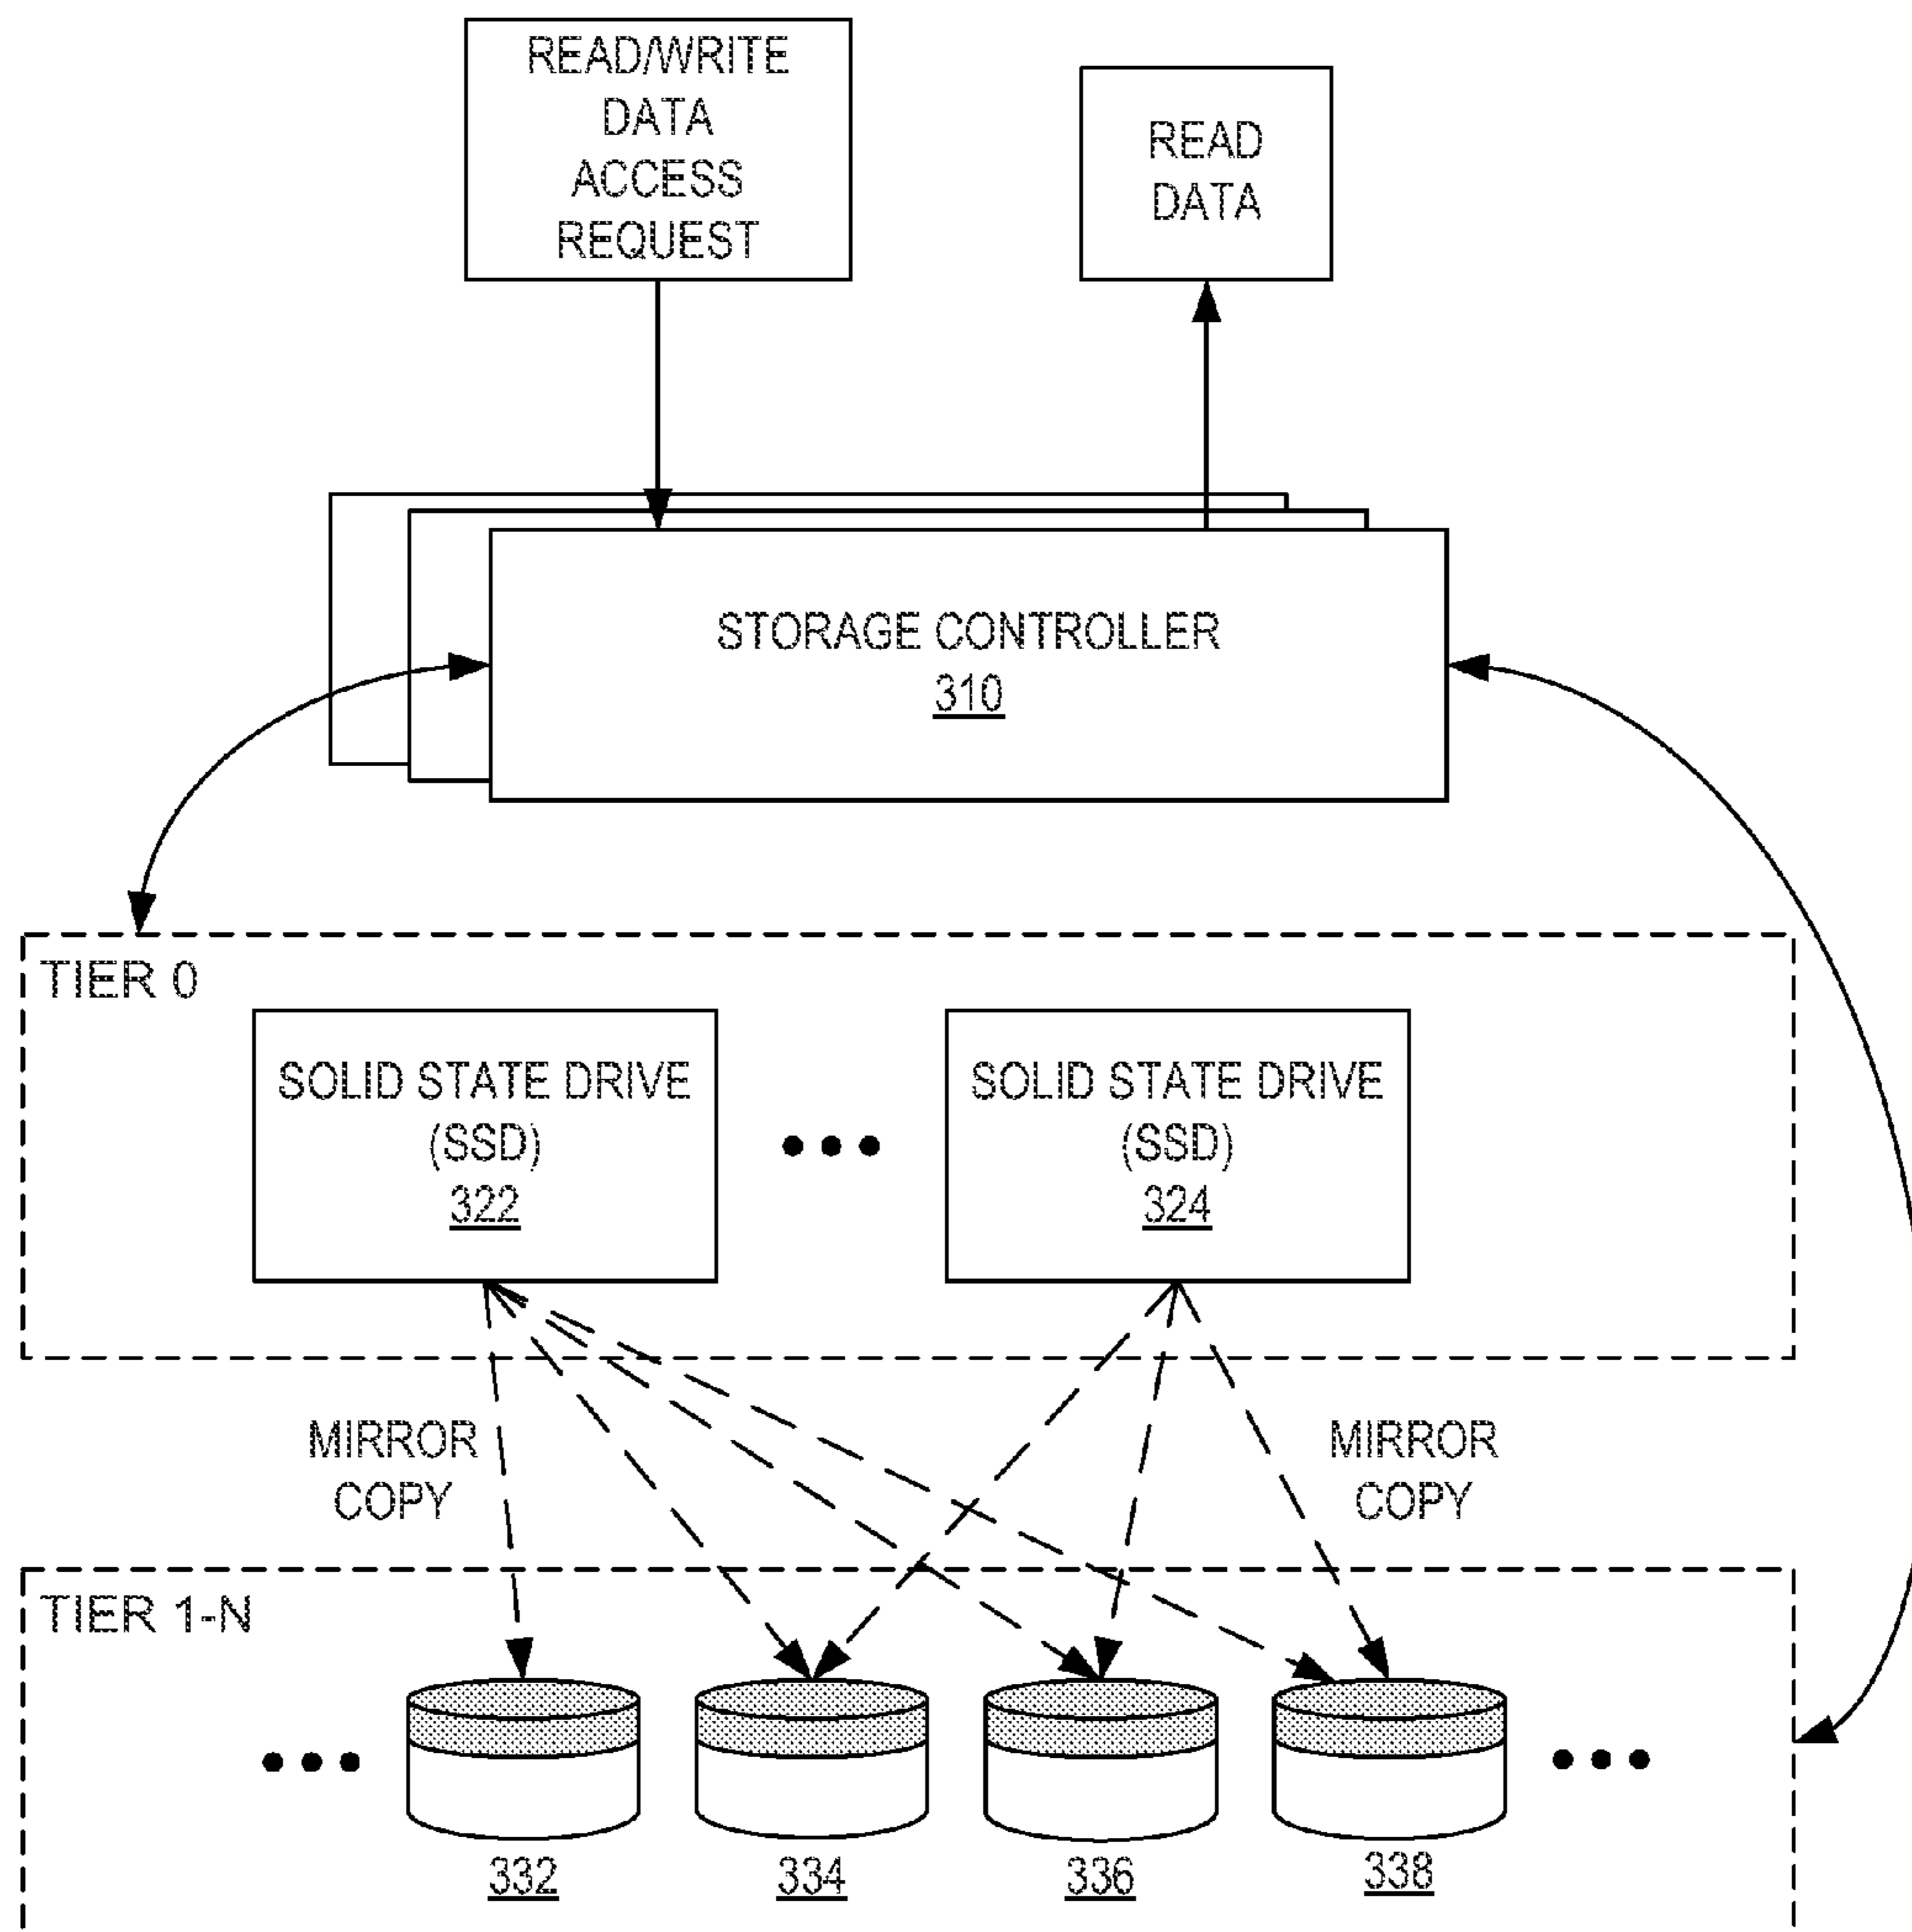 READ/WRITE
DATA
ACCESS
REQUEST
READ
DATA
STORAGE CONTROLLER
310
TIER 0
SOLID STATE DRIVE
(SSD)
322
SOLID STATE DRIVE
(SSD)
324
MIRROR
COPY
MIRROR
COPY
TIER 1-N
332
334
336
338